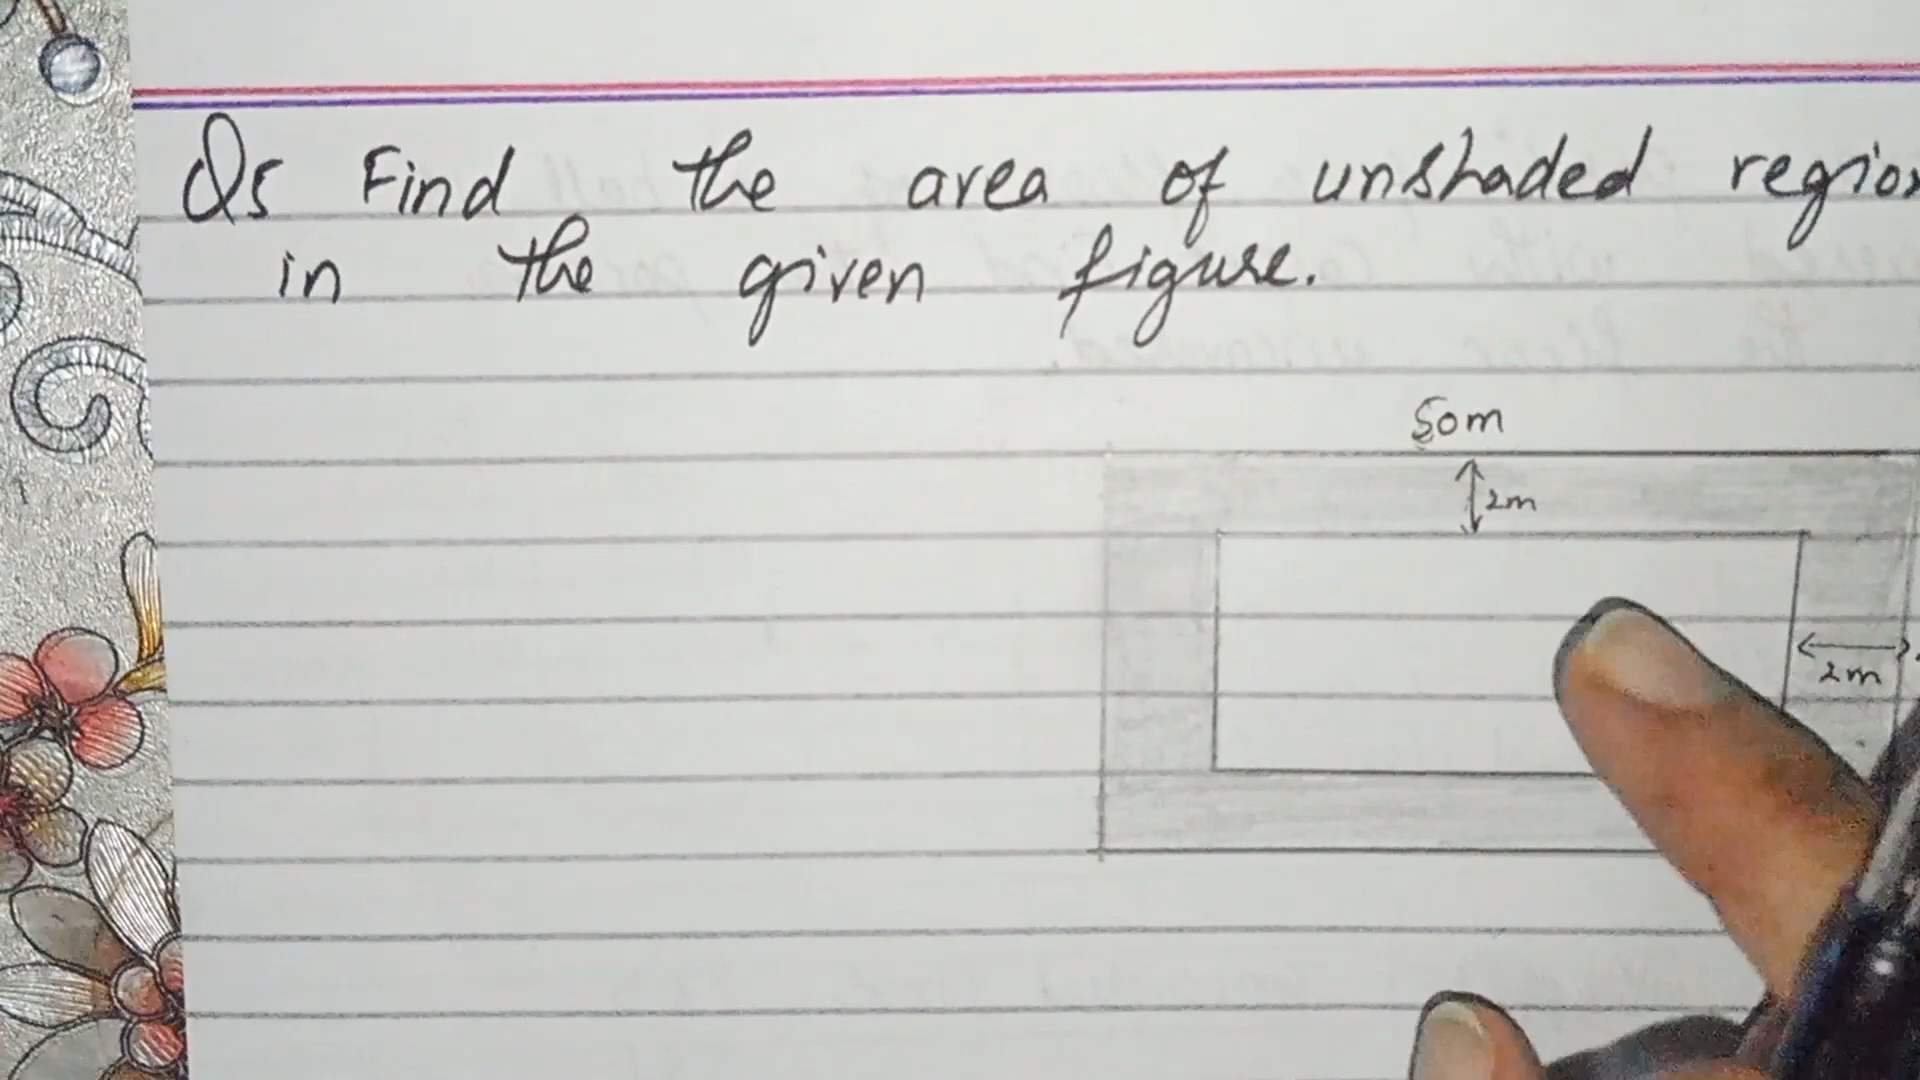 Q5 Find the area of unshaded region
in the given figure.
50m
2m
2m